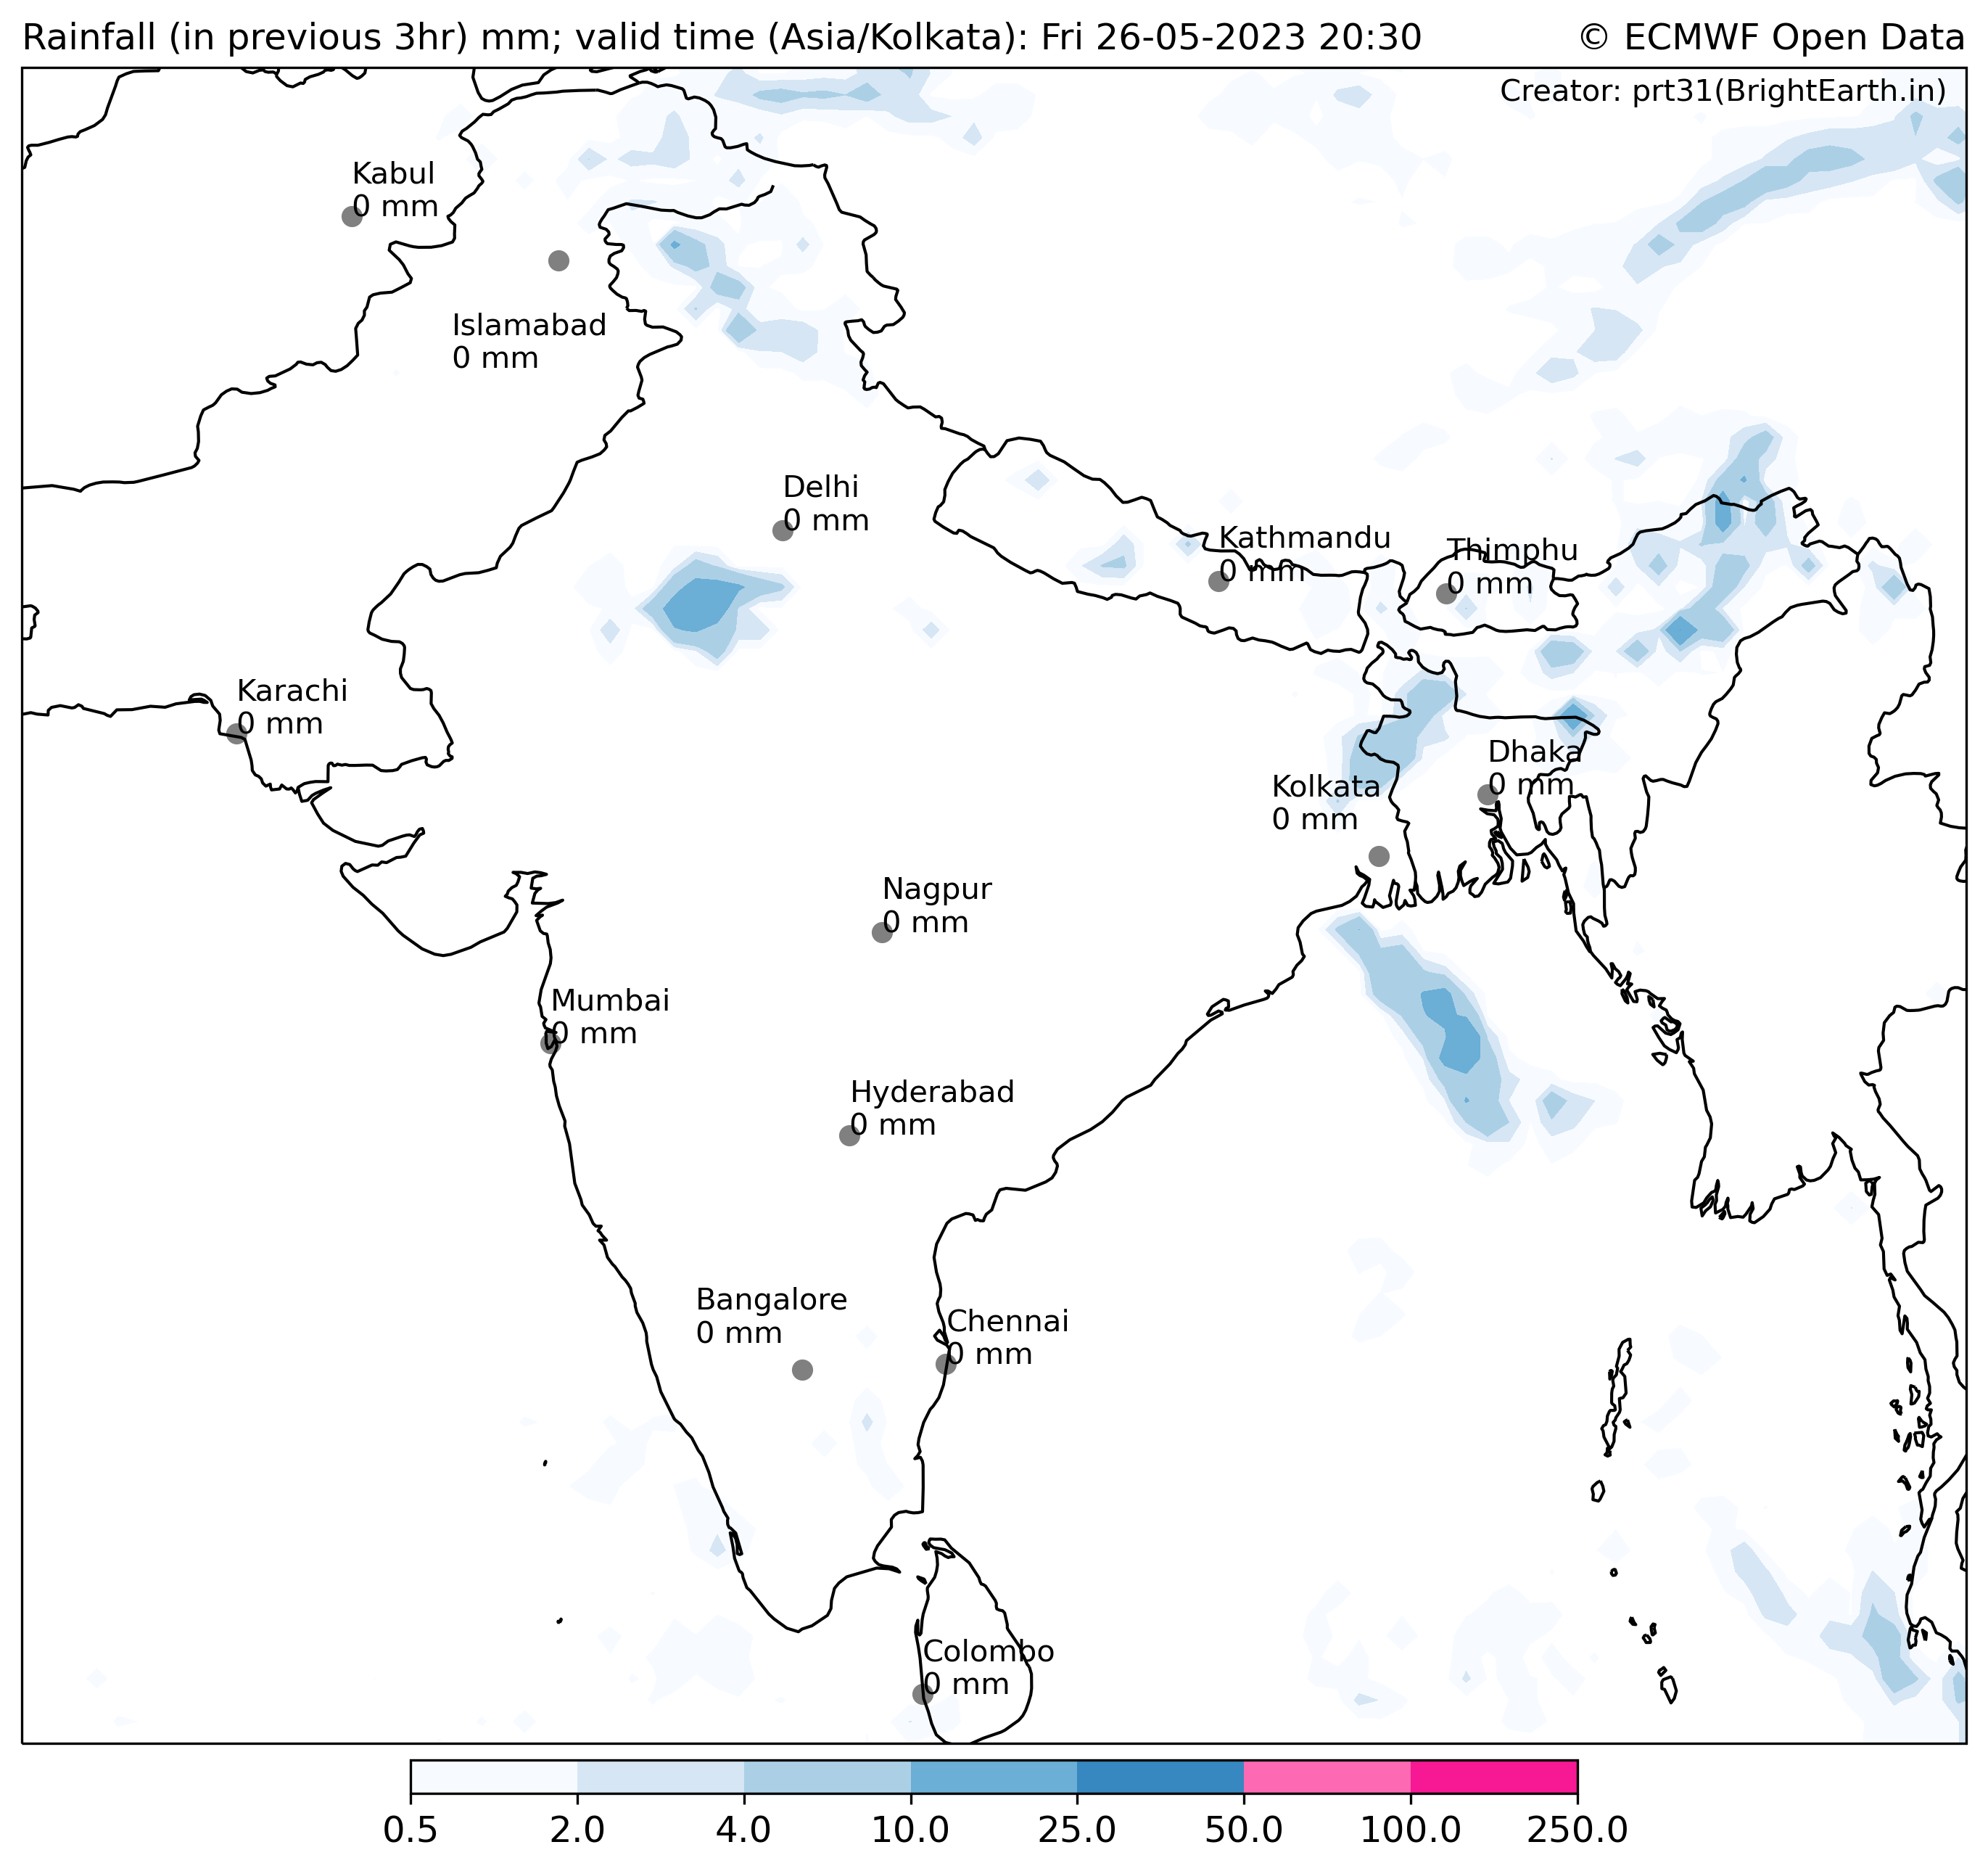 Rainfall (in previous 3hr) mm; valid time (Asia/Kolkata): Fri 26-05-2023 20:30
© ECMWF Open Data
Creator: prt31(BrightEarth.in)
Kabul
0 mm
Islamabad
0 mm
Delhi
0 mm
Kathmandu
0 mm
Thimphu
0 mm
Karachi
0 mm
Dhaka
0 mm
Kolkata
0 mm
Nagpur
0 mm
Mumbai
0 mm
Hyderabad
0 mm
Bangalore
0 mm
Chennai
0 mm
Colombo
0 mm
0.5 2.0 4.0 10.0 25.0 50.0 100.0 250.0